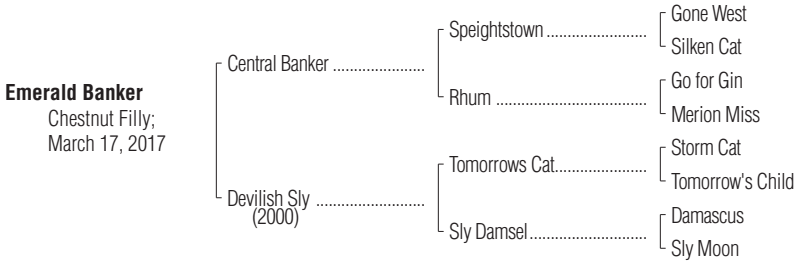 Emerald Banker
Chestnut Filly;
March 17, 2017
Central Banker ......................
Devilish Sly ..........................
(2000)
Speightstown ........................
Rhum ....................................
Tomorrows Cat......................
Sly Damsel............................
Gone West
Silken Cat
Go for Gin
Merion Miss
Storm Cat
Tomorrow's Child
Damascus
Sly Moon